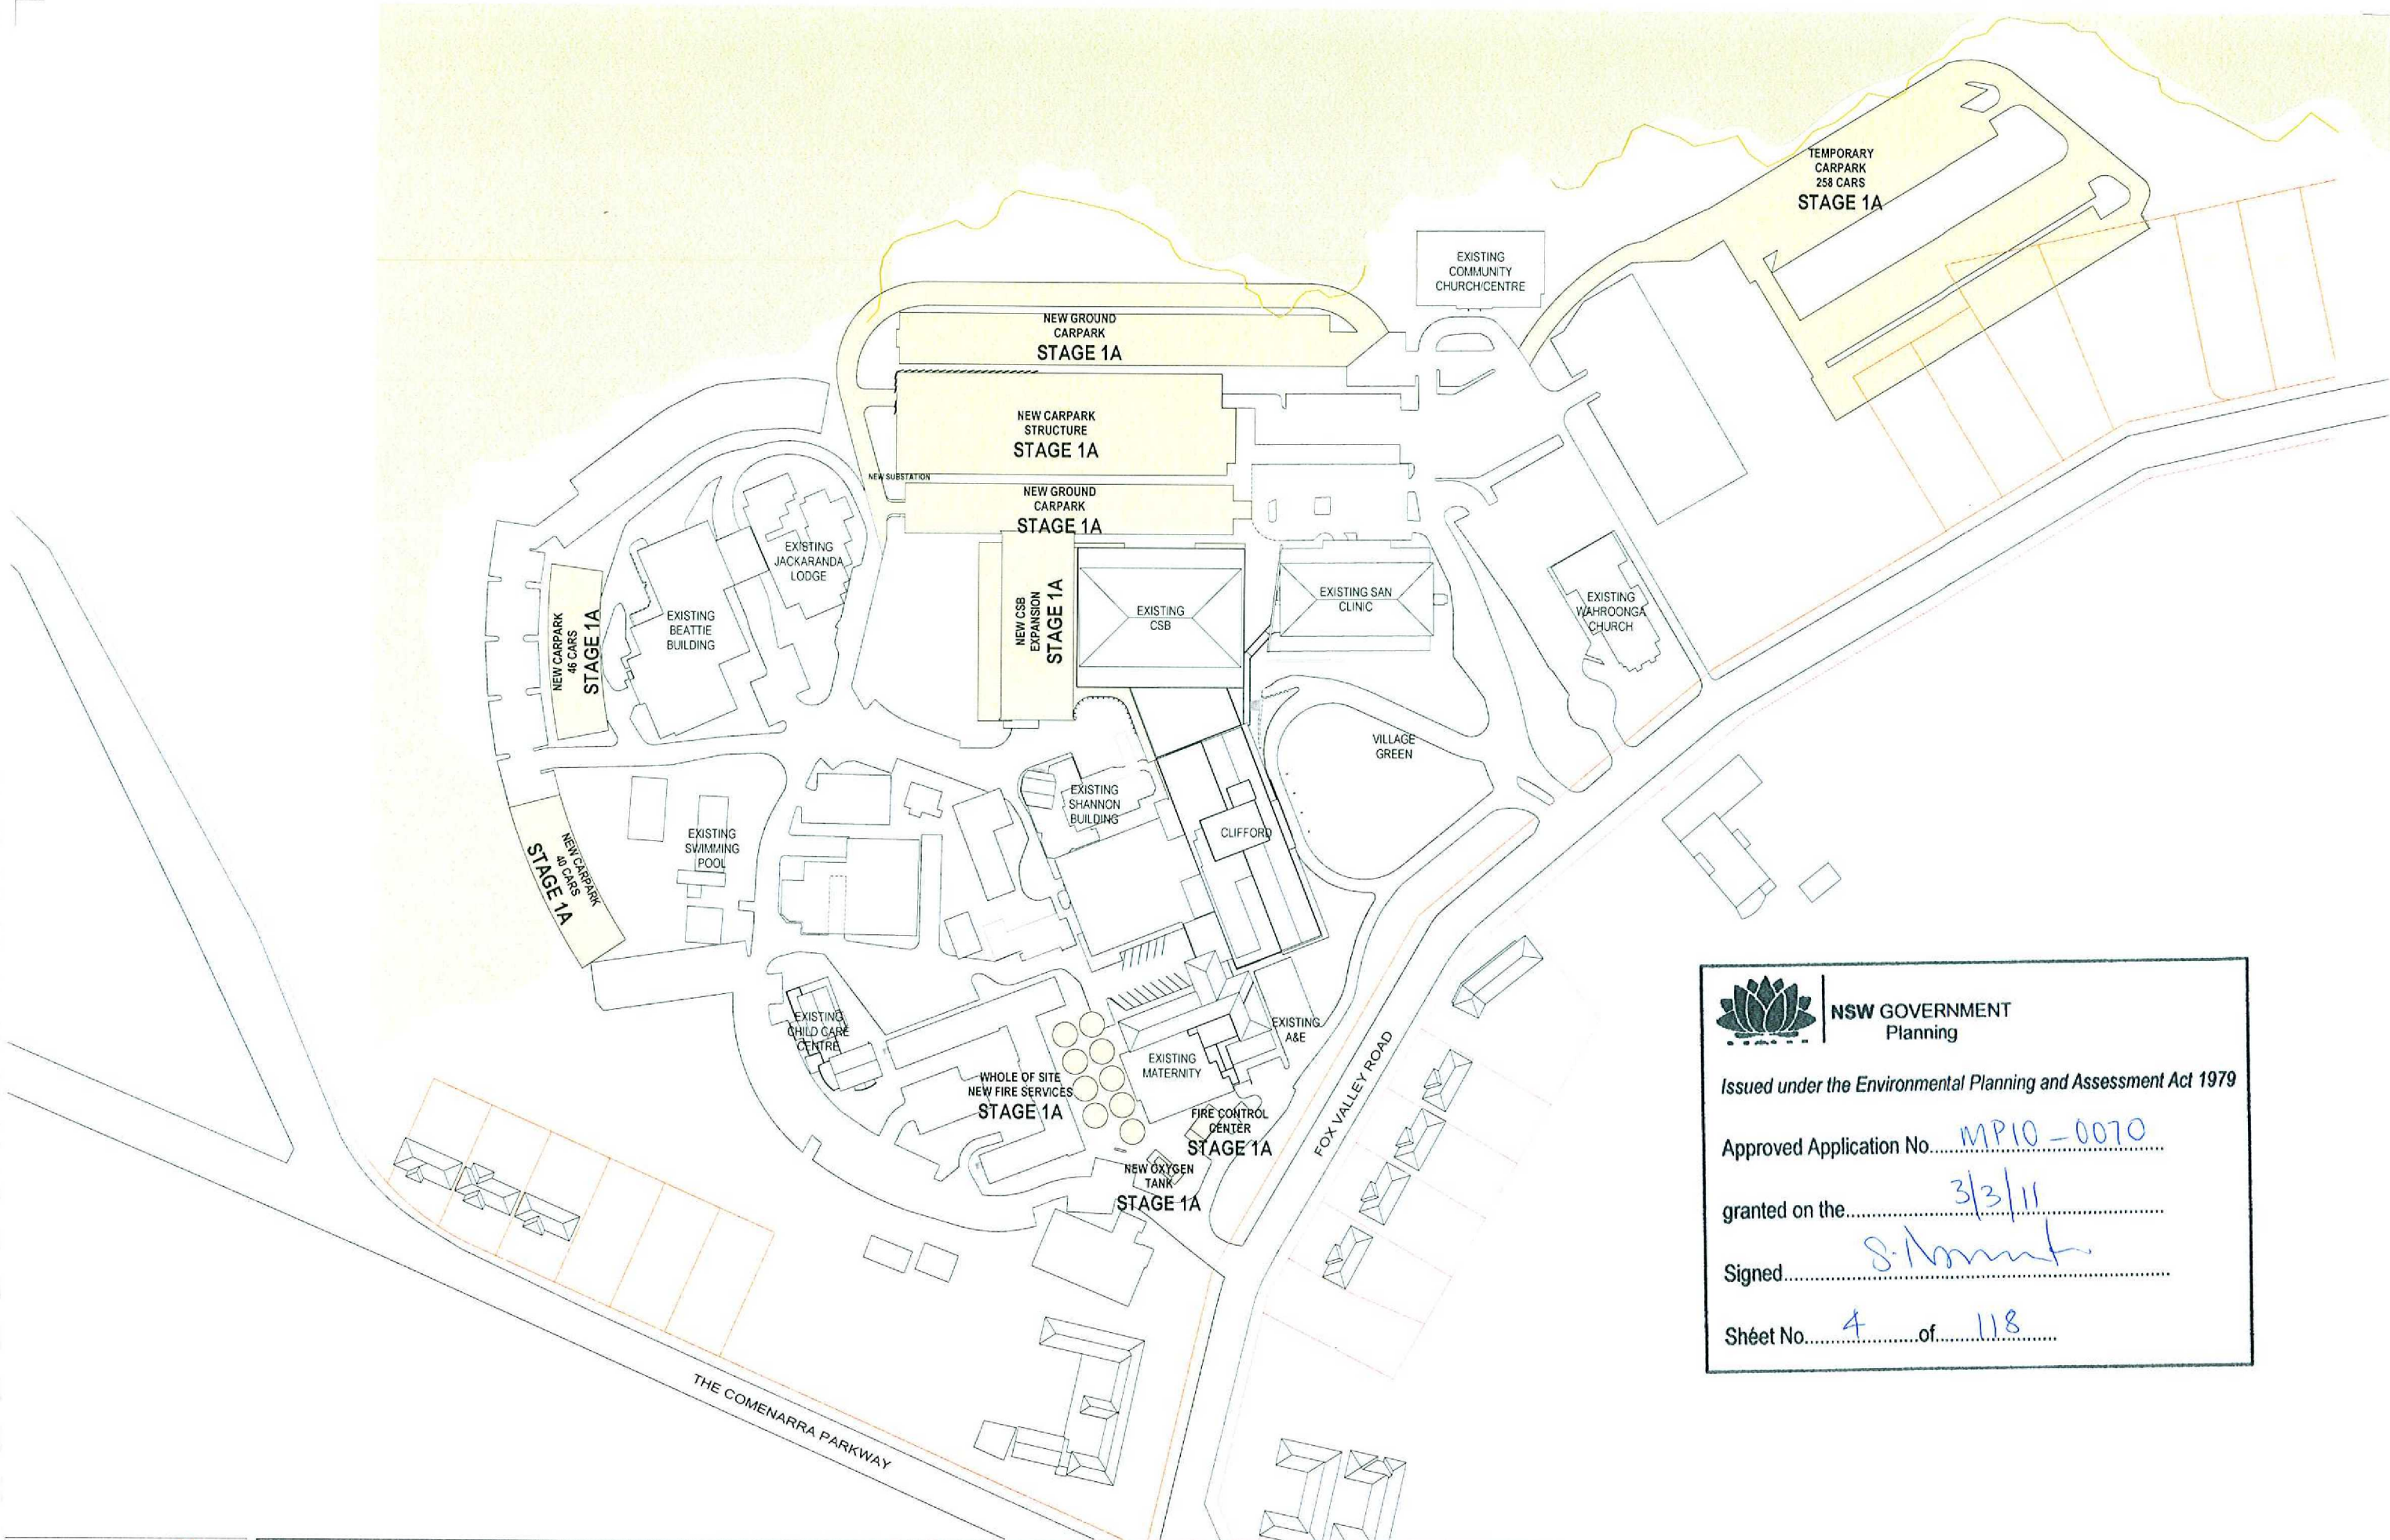 TEMPORARY
CARPARK
258 CARS
STAGE 1A
EXISTING
COMMUNITY
CHURCH/CENTRE
NEW GROUND
CARPARK
STAGE 1A
NEW CARPARK
STRUCTURE
STAGE 1A
NEW SUBSTATION
NEW GROUND
CARPARK
STAGE 1A
EXISTING
JACKARANDA
LODGE
EXISTING
BEATTIE
BUILDING
NEW CARPARK
46 CARS
STAGE 1A
NEW CSB
EXPANSION
STAGE 1A
EXISTING
CSB
EXISTING SAN
CLINIC
EXISTING
WAHROONGA
CHURCH
VILLAGE
GREEN
EXISTING
SHANNON
BUILDING
CLIFFORD
EXISTING
SWIMMING
POOL
NEW CARPARK
40 CARS
STAGE 1A
EXISTING
CHILD CARE
CENTRE
EXISTING
A&E
EXISTING
MATERNITY
WHOLE OF SITE
NEW FIRE SERVICES
STAGE 1A
FIRE CONTROL
CENTER
STAGE 1A
NEW OXYGEN
TANK
STAGE 1A
FOX VALLEY ROAD
THE COMENARRA PARKWAY
NSW GOVERNMENT
Planning
Issued under the Environmental Planning and Assessment Act 1979
Approved Application No. MP10-0070
granted on the 3/3/11
Signed
Sheet No. 4 of 118